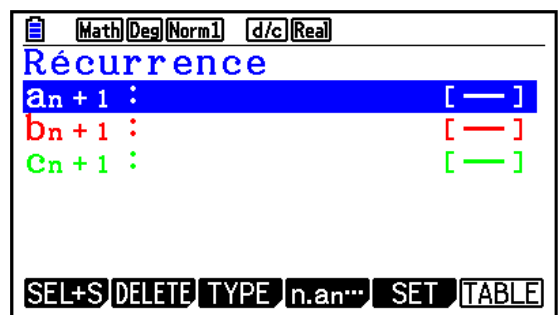 Math Deg Norm1 d/c Real
Récurrence
an+1 : [—]
bn+1 : [—]
cn+1 : [—]
SEL+S DELETE TYPE n.an… SET TABLE